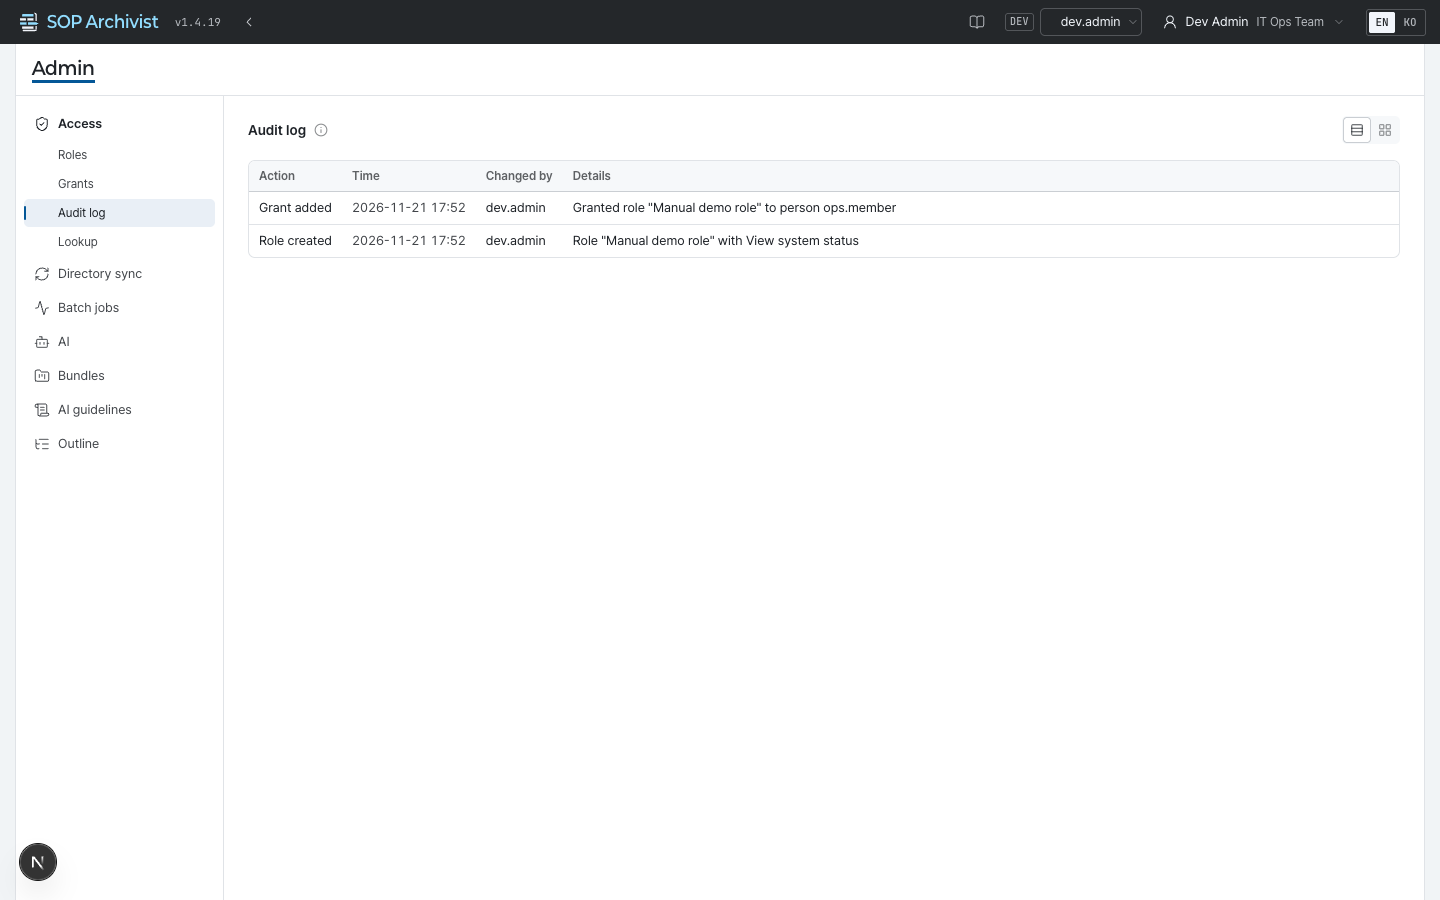 SOP Archivist v1.4.19 DEV dev.admin Dev Admin IT Ops Team EN KO
Admin
Access
Roles
Grants
Audit log
Lookup
Directory sync
Batch jobs
AI
Bundles
AI guidelines
Outline
Audit log
Action Time Changed by Details
Grant added 2026-11-21 17:52 dev.admin Granted role "Manual demo role" to person ops.member
Role created 2026-11-21 17:52 dev.admin Role "Manual demo role" with View system status
N